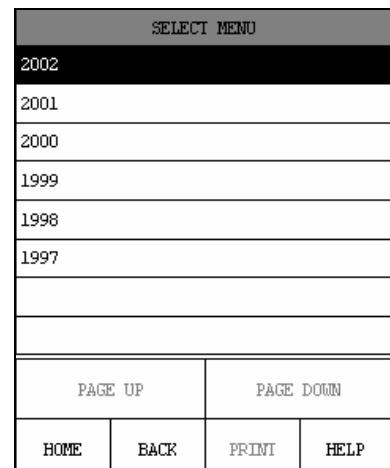 SELECT MENU
2002
2001
2000
1999
1998
1997
PAGE UP PAGE DOWN
HOME BACK PRINT HELP